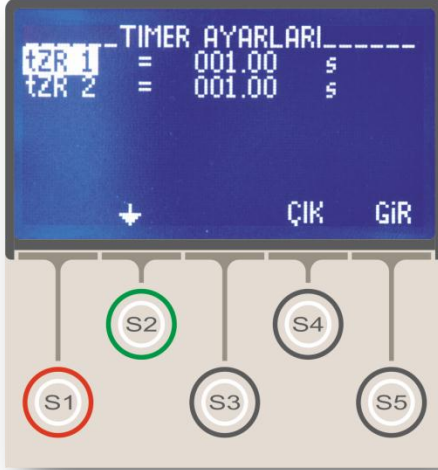 TIMER AYARLARI
tZR 1 = 001.00 s
tZR 2 = 001.00 s
ÇIK GİR
S2 S4
S1 S3 S5